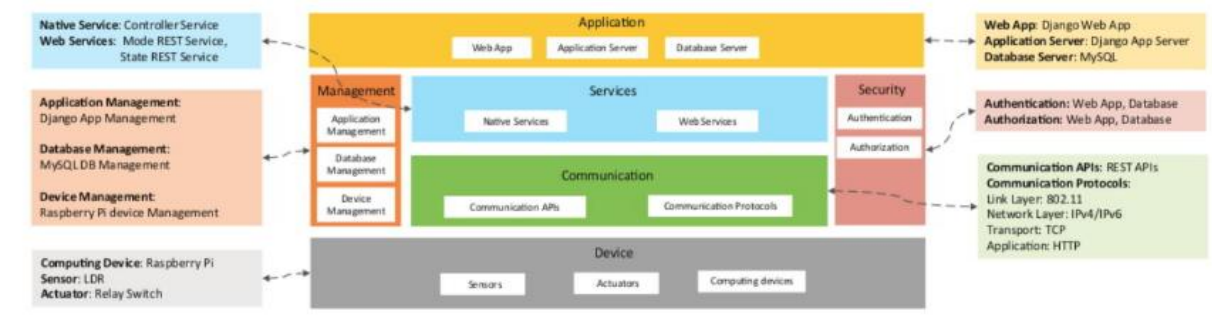 Native Service: Controller Service
Web Services: Mode REST Service,
State REST Service
Application Management:
Django App Management
Database Management:
MySQL DB Management
Device Management:
Raspberry Pi device Management
Computing Device: Raspberry Pi
Sensor: LDR
Actuator: Relay Switch
Application
Web App
Application Server
Database Server
Management
Application
Management
Database
Management
Device
Management
Services
Native Services
Web Services
Communication
Communication APIs
Communication Protocols
Security
Authentication
Authorization
Device
Sensors
Actuators
Computing devices
Web App: Django Web App
Application Server: Django App Server
Database Server: MySQL
Authentication: Web App, Database
Authorization: Web App, Database
Communication APIs: REST APIs
Communication Protocols:
Link Layer: 802.11
Network Layer: IPv4/IPv6
Transport: TCP
Application: HTTP